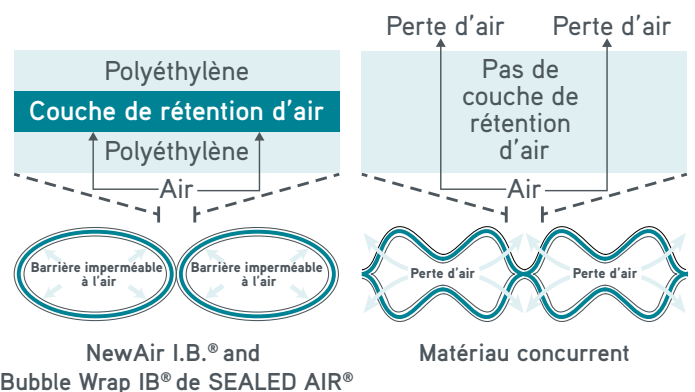 Polyéthylène
Couche de rétention d'air
Polyéthylène
Air
Barrière imperméable
à l'air
Barrière imperméable
à l'air
NewAir I.B.® and
Bubble Wrap IB® de SEALED AIR®
Perte d'air
Perte d'air
Pas de
couche de
rétention
d'air
Air
Perte d'air
Perte d'air
Matériau concurrent